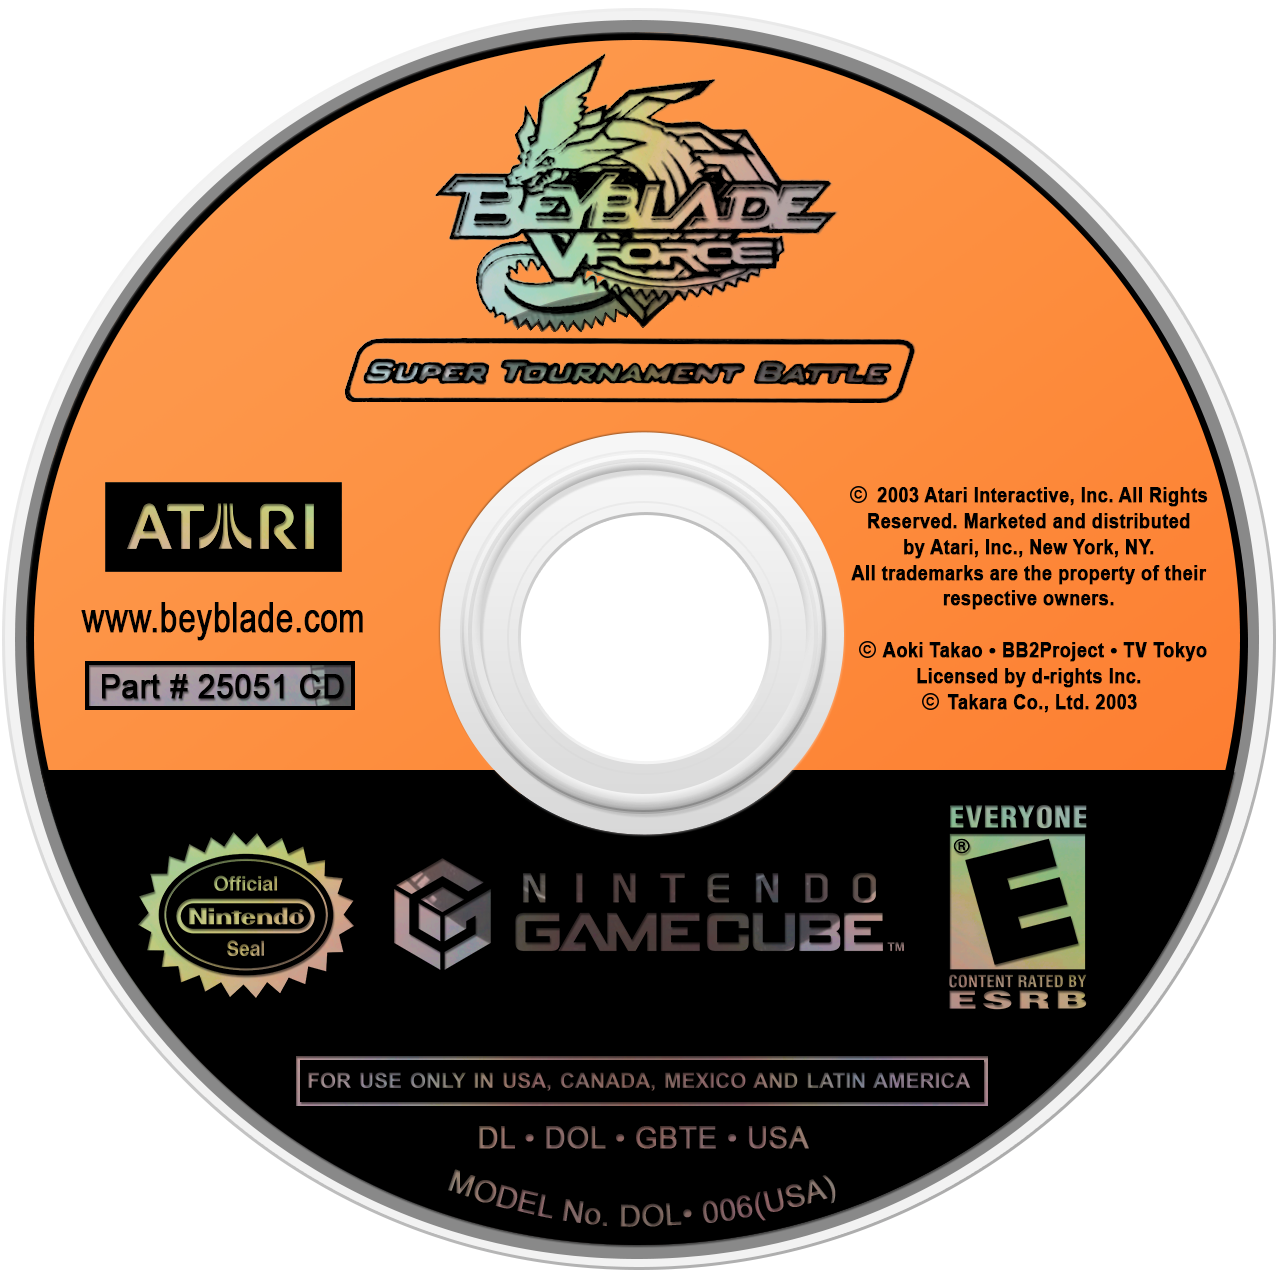 BEYBLADE
VFORCE
SUPER TOURNAMENT BATTLE
ATARI
www.beyblade.com
Part # 25051 CD
© 2003 Atari Interactive, Inc. All Rights
Reserved. Marketed and distributed
by Atari, Inc., New York, NY.
All trademarks are the property of their
respective owners.
© Aoki Takao • BB2Project • TV Tokyo
Licensed by d-rights Inc.
© Takara Co., Ltd. 2003
Official
Nintendo®
Seal
NINTENDO
GAMECUBE™
EVERYONE
®
E
CONTENT RATED BY
ESRB
FOR USE ONLY IN USA, CANADA, MEXICO AND LATIN AMERICA
DL • DOL • GBTE • USA
MODEL No. DOL• 006(USA)